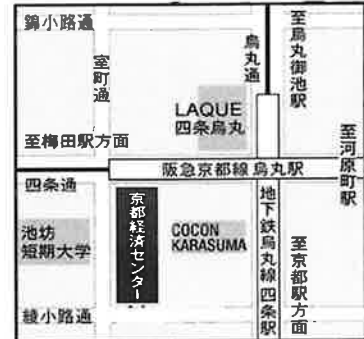 錦小路通
室町通
烏丸通
至烏丸御池駅
LAQUE
四条烏丸
至梅田駅方面
至河原町駅
阪急京都線 烏丸駅
四条通
京都経済センター
池坊
短期大学
COCON
KARASUMA
地下鉄烏丸線 四条駅
至京都駅方面
綾小路通